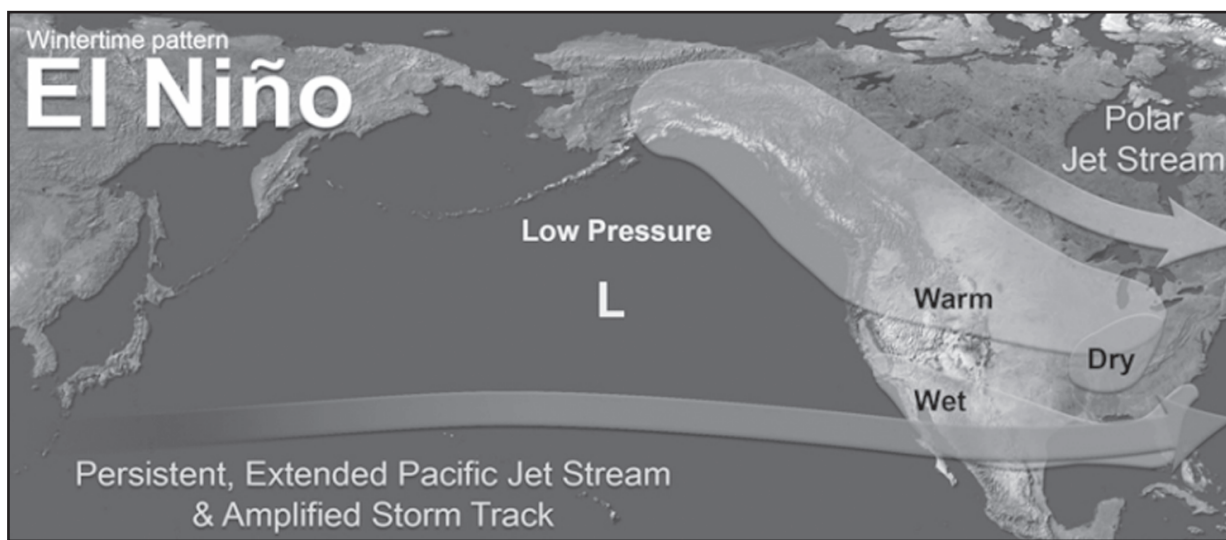 Wintertime pattern
El Niño
Polar
Jet Stream
Low Pressure
L
Warm
Dry
Wet
Persistent, Extended Pacific Jet Stream
& Amplified Storm Track